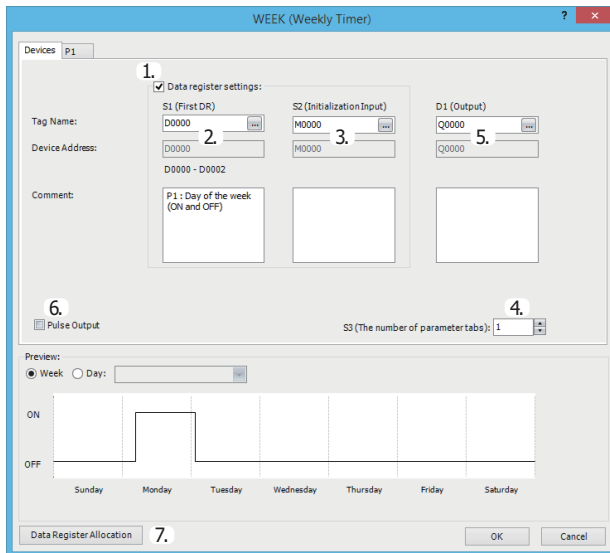 WEEK (Weekly Timer)
? ×
Devices P1
1.
Data register settings:
S1 (First DR) S2 (Initialization Input) D1 (Output)
Tag Name: D0000 ... M0000 ... Q0000 ...
2. 3. 5.
Device Address: D0000 M0000 Q0000
D0000 - D0002
Comment: P1 : Day of the week
(ON and OFF)
6. 4.
Pulse Output S3 (The number of parameter tabs): 1
Preview:
Week Day:
ON
OFF
Sunday Monday Tuesday Wednesday Thursday Friday Saturday
Data Register Allocation 7. OK Cancel